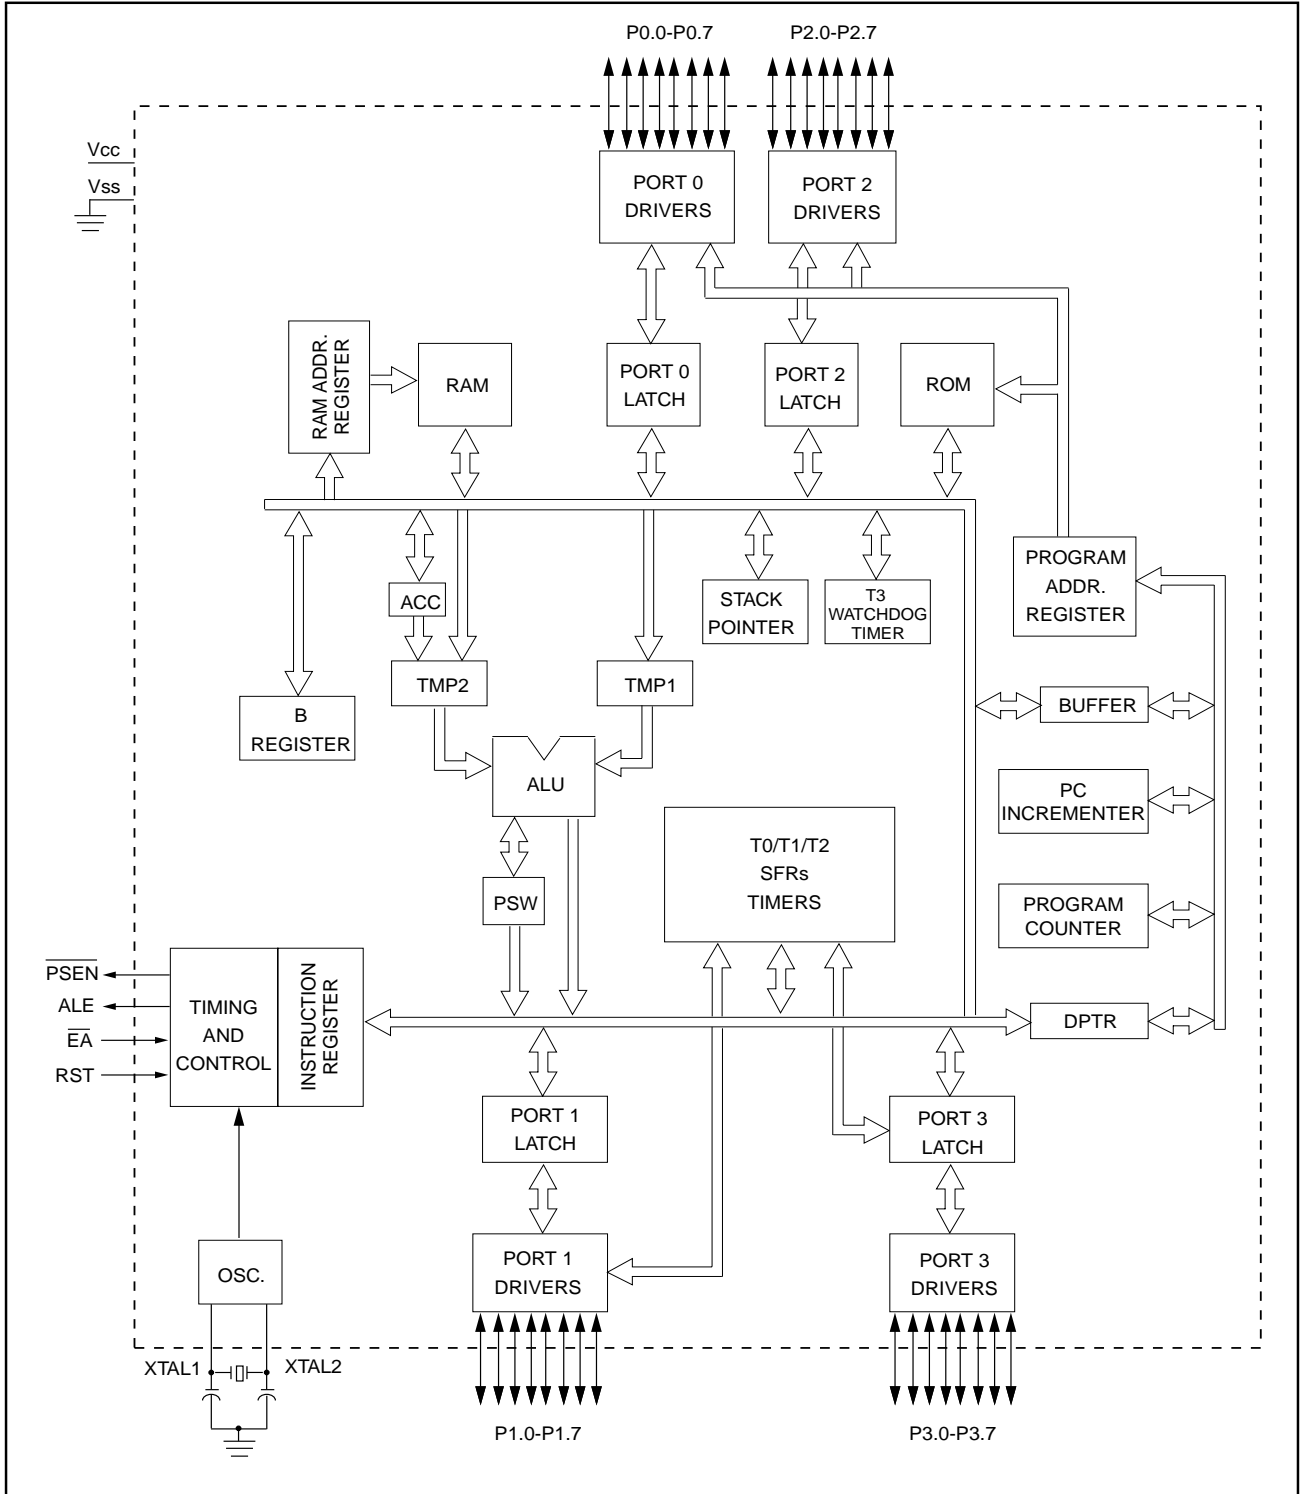 P0.0-P0.7
P2.0-P2.7
Vcc
Vss
PORT 0
DRIVERS
PORT 2
DRIVERS
RAM ADDR.
REGISTER
RAM
PORT 0
LATCH
PORT 2
LATCH
ROM
PROGRAM
ADDR.
REGISTER
ACC
STACK
POINTER
T3
WATCHDOG
TIMER
TMP2
TMP1
B
REGISTER
BUFFER
ALU
PC
INCREMENTER
T0/T1/T2
SFRs
TIMERS
PSW
PROGRAM
COUNTER
PSEN
ALE
EA
RST
TIMING
AND
CONTROL
INSTRUCTION
REGISTER
DPTR
PORT 1
LATCH
PORT 3
LATCH
OSC.
PORT 1
DRIVERS
PORT 3
DRIVERS
XTAL1
XTAL2
P1.0-P1.7
P3.0-P3.7